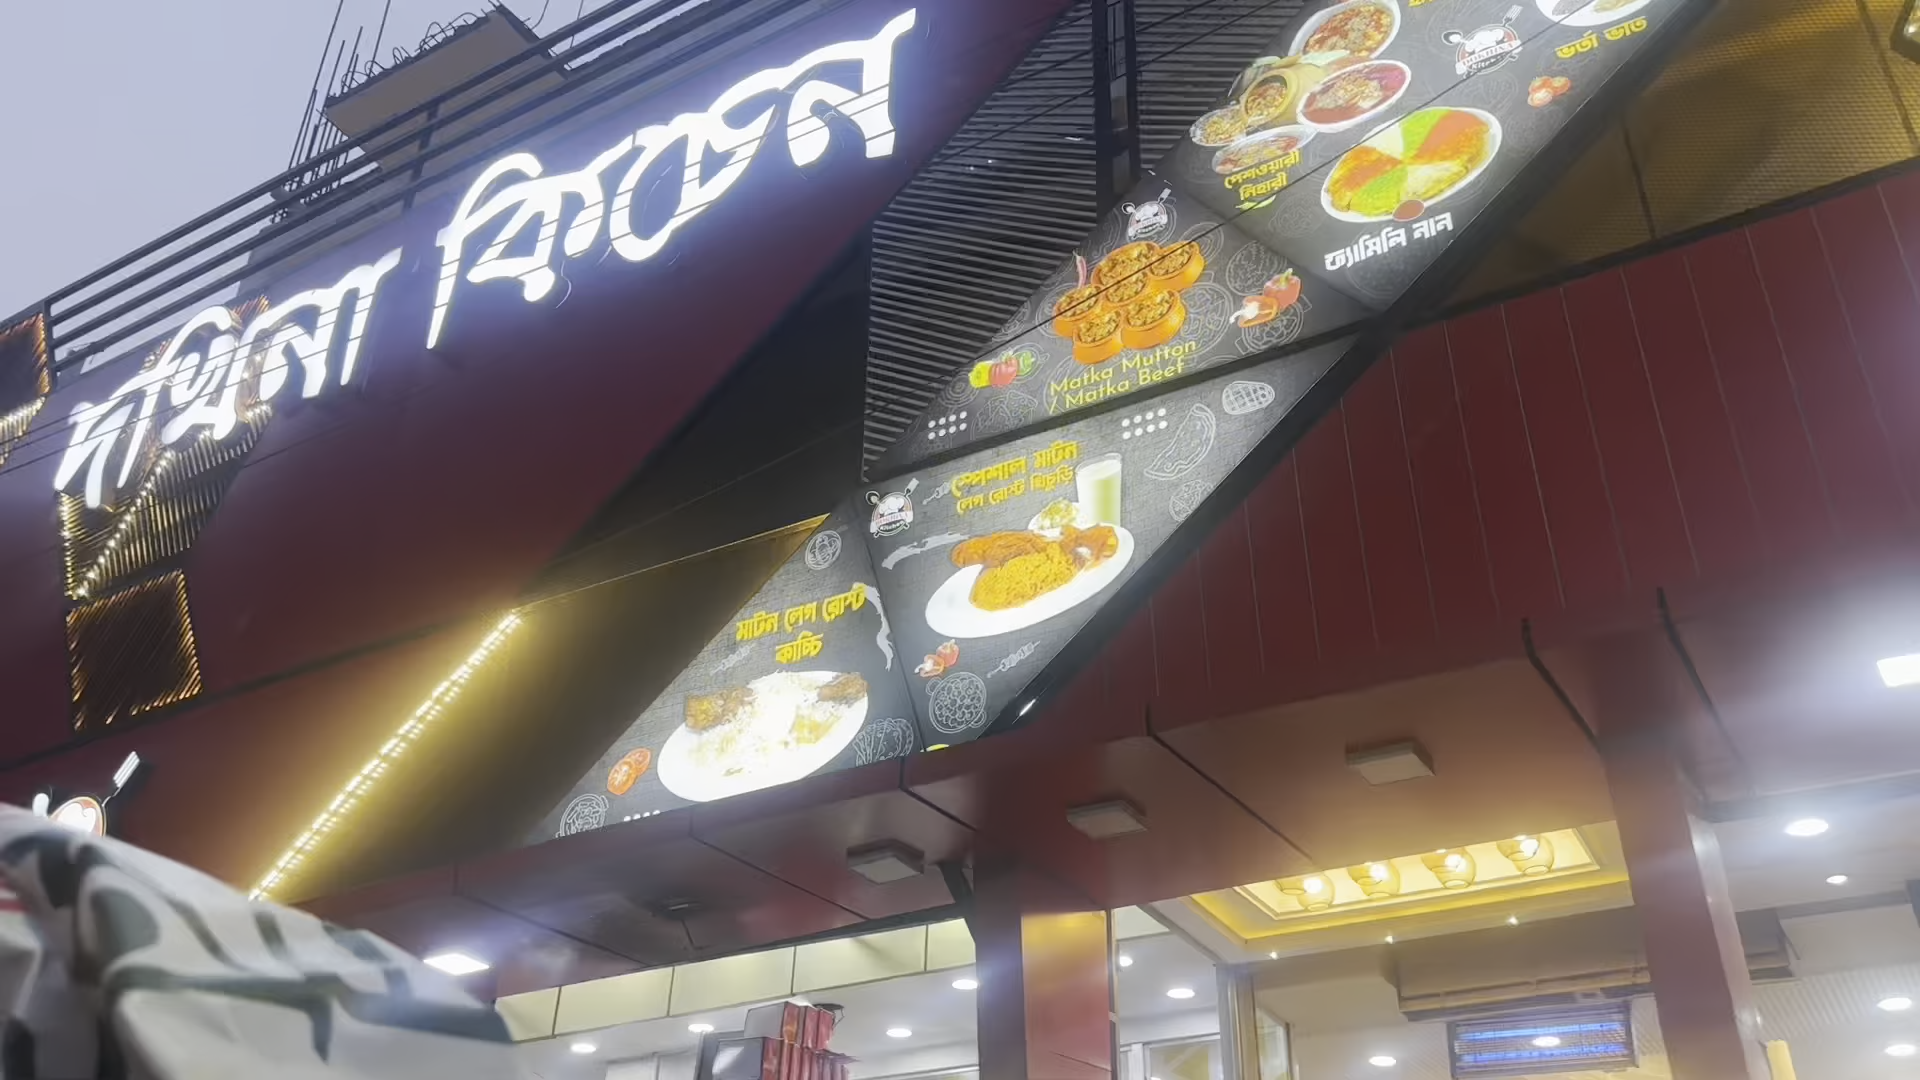 দখিনা কিচেন
ভর্তা ভাত
পেশওয়ারী
নিহারী
ফ্যামিলি নান
Matka Mutton
/ Matka Beef
স্পেশাল মাটন
লেগ রোস্ট খিচুড়ি
মাটন লেগ রোস্ট
কাচ্চি